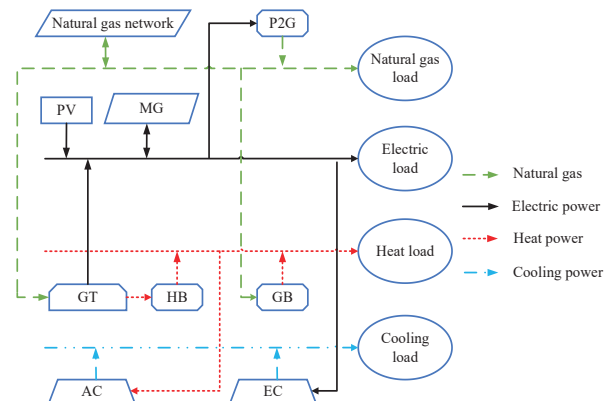 Natural gas network
P2G
Natural gas
load
PV
MG
Electric
load
Natural gas
Electric power
Heat load
Heat power
Cooling power
GT
HB
GB
Cooling
load
AC
EC